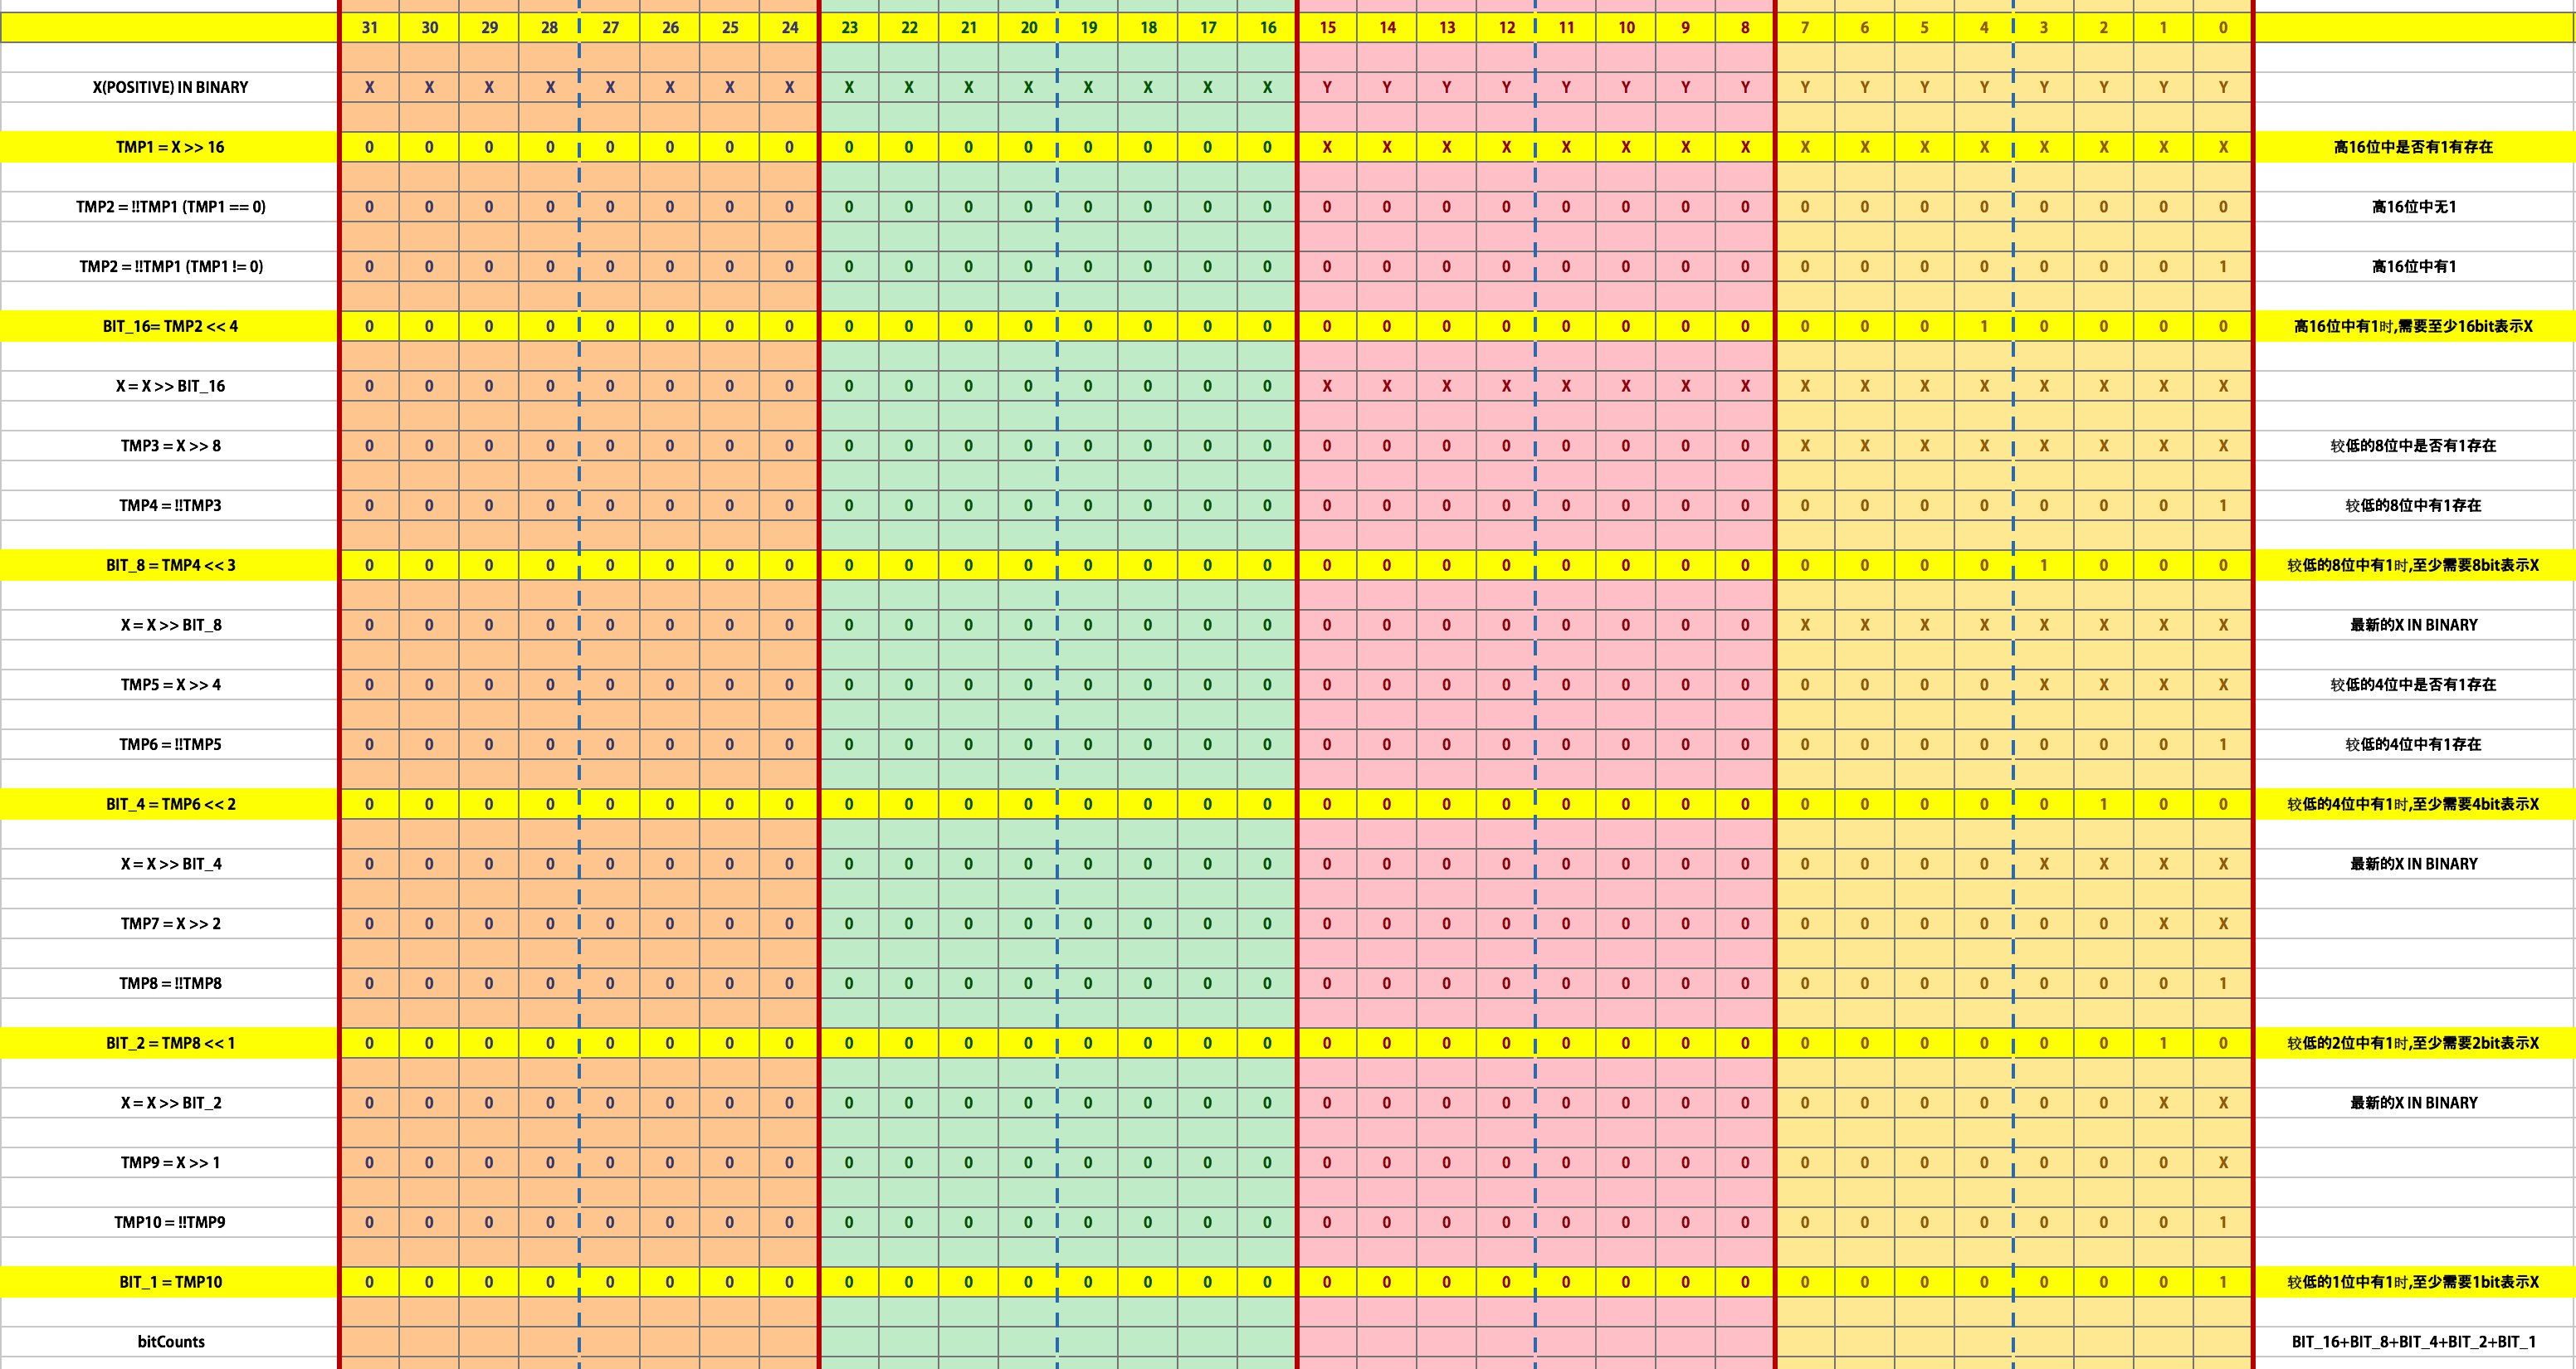 31 30 29 28 27 26 25 24 23 22 21 20 19 18 17 16 15 14 13 12 11 10 9 8 7 6 5 4 3 2 1 0
X(POSITIVE) IN BINARY X X X X X X X X X X X X X X X X Y Y Y Y Y Y Y Y Y Y Y Y Y Y Y Y
TMP1 = X >> 16 0 0 0 0 0 0 0 0 0 0 0 0 0 0 0 0 X X X X X X X X X X X X X X X X 高16位中是否有1有存在
TMP2 = !!TMP1 (TMP1 == 0) 0 0 0 0 0 0 0 0 0 0 0 0 0 0 0 0 0 0 0 0 0 0 0 0 0 0 0 0 0 0 0 0 高16位中无1
TMP2 = !!TMP1 (TMP1 != 0) 0 0 0 0 0 0 0 0 0 0 0 0 0 0 0 0 0 0 0 0 0 0 0 0 0 0 0 0 0 0 0 1 高16位中有1
BIT_16= TMP2 << 4 0 0 0 0 0 0 0 0 0 0 0 0 0 0 0 0 0 0 0 0 0 0 0 0 0 0 0 1 0 0 0 0 高16位中有1时,需要至少16bit表示X
X = X >> BIT_16 0 0 0 0 0 0 0 0 0 0 0 0 0 0 0 0 X X X X X X X X X X X X X X X X
TMP3 = X >> 8 0 0 0 0 0 0 0 0 0 0 0 0 0 0 0 0 0 0 0 0 0 0 0 0 X X X X X X X X 较低的8位中是否有1存在
TMP4 = !!TMP3 0 0 0 0 0 0 0 0 0 0 0 0 0 0 0 0 0 0 0 0 0 0 0 0 0 0 0 0 0 0 0 1 较低的8位中有1存在
BIT_8 = TMP4 << 3 0 0 0 0 0 0 0 0 0 0 0 0 0 0 0 0 0 0 0 0 0 0 0 0 0 0 0 0 1 0 0 0 较低的8位中有1时,至少需要8bit表示X
X = X >> BIT_8 0 0 0 0 0 0 0 0 0 0 0 0 0 0 0 0 0 0 0 0 0 0 0 0 X X X X X X X X 最新的X IN BINARY
TMP5 = X >> 4 0 0 0 0 0 0 0 0 0 0 0 0 0 0 0 0 0 0 0 0 0 0 0 0 0 0 0 0 X X X X 较低的4位中是否有1存在
TMP6 = !!TMP5 0 0 0 0 0 0 0 0 0 0 0 0 0 0 0 0 0 0 0 0 0 0 0 0 0 0 0 0 0 0 0 1 较低的4位中有1存在
BIT_4 = TMP6 << 2 0 0 0 0 0 0 0 0 0 0 0 0 0 0 0 0 0 0 0 0 0 0 0 0 0 0 0 0 0 1 0 0 较低的4位中有1时,至少需要4bit表示X
X = X >> BIT_4 0 0 0 0 0 0 0 0 0 0 0 0 0 0 0 0 0 0 0 0 0 0 0 0 0 0 0 0 X X X X 最新的X IN BINARY
TMP7 = X >> 2 0 0 0 0 0 0 0 0 0 0 0 0 0 0 0 0 0 0 0 0 0 0 0 0 0 0 0 0 0 0 X X
TMP8 = !!TMP8 0 0 0 0 0 0 0 0 0 0 0 0 0 0 0 0 0 0 0 0 0 0 0 0 0 0 0 0 0 0 0 1
BIT_2 = TMP8 << 1 0 0 0 0 0 0 0 0 0 0 0 0 0 0 0 0 0 0 0 0 0 0 0 0 0 0 0 0 0 0 1 0 较低的2位中有1时,至少需要2bit表示X
X = X >> BIT_2 0 0 0 0 0 0 0 0 0 0 0 0 0 0 0 0 0 0 0 0 0 0 0 0 0 0 0 0 0 0 X X 最新的X IN BINARY
TMP9 = X >> 1 0 0 0 0 0 0 0 0 0 0 0 0 0 0 0 0 0 0 0 0 0 0 0 0 0 0 0 0 0 0 0 X
TMP10 = !!TMP9 0 0 0 0 0 0 0 0 0 0 0 0 0 0 0 0 0 0 0 0 0 0 0 0 0 0 0 0 0 0 0 1
BIT_1 = TMP10 0 0 0 0 0 0 0 0 0 0 0 0 0 0 0 0 0 0 0 0 0 0 0 0 0 0 0 0 0 0 0 1 较低的1位中有1时,至少需要1bit表示X
bitCounts BIT_16+BIT_8+BIT_4+BIT_2+BIT_1